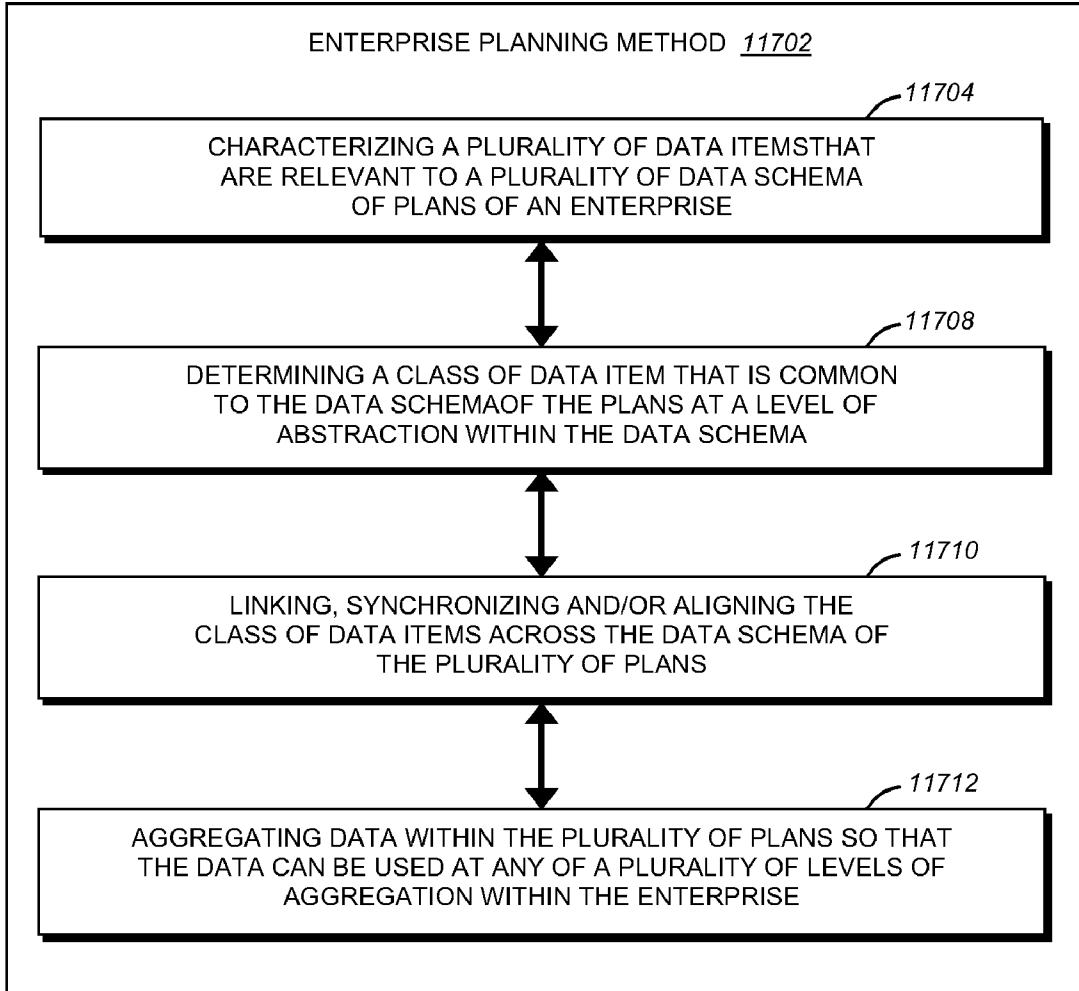 ENTERPRISE PLANNING METHOD 11702
11704
CHARACTERIZING A PLURALITY OF DATA ITEMSTHAT
ARE RELEVANT TO A PLURALITY OF DATA SCHEMA
OF PLANS OF AN ENTERPRISE
11708
DETERMINING A CLASS OF DATA ITEM THAT IS COMMON
TO THE DATA SCHEMAOF THE PLANS AT A LEVEL OF
ABSTRACTION WITHIN THE DATA SCHEMA
11710
LINKING, SYNCHRONIZING AND/OR ALIGNING THE
CLASS OF DATA ITEMS ACROSS THE DATA SCHEMA OF
THE PLURALITY OF PLANS
11712
AGGREGATING DATA WITHIN THE PLURALITY OF PLANS SO THAT
THE DATA CAN BE USED AT ANY OF A PLURALITY OF LEVELS OF
AGGREGATION WITHIN THE ENTERPRISE